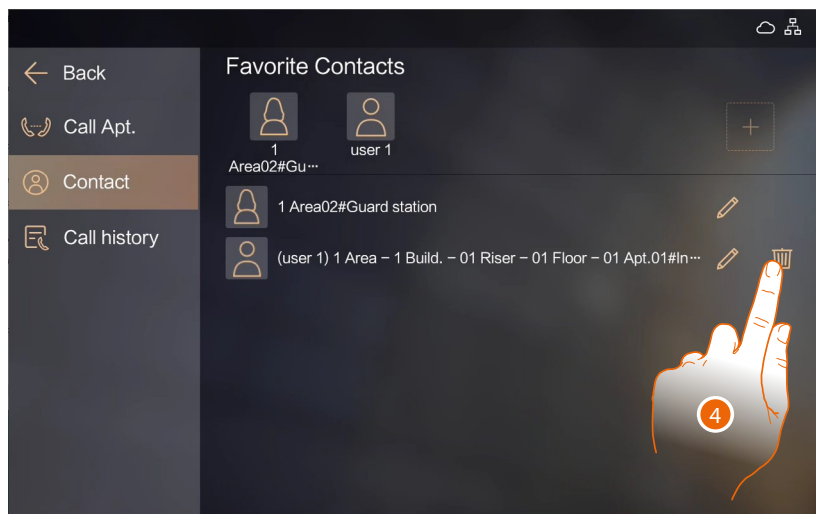 Back
Call Apt.
Contact
Call history
Favorite Contacts
1
Area02#Gu···
user 1
1 Area02#Guard station
(user 1) 1 Area – 1 Build. – 01 Riser – 01 Floor – 01 Apt.01#In···
4